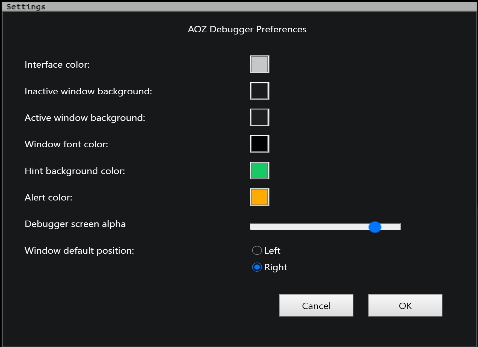 Settings
AOZ Debugger Preferences
Interface color:
Inactive window background:
Active window background:
Window font color:
Hint background color:
Alert color:
Debugger screen alpha
Window default position:
Left
Right
Cancel
OK